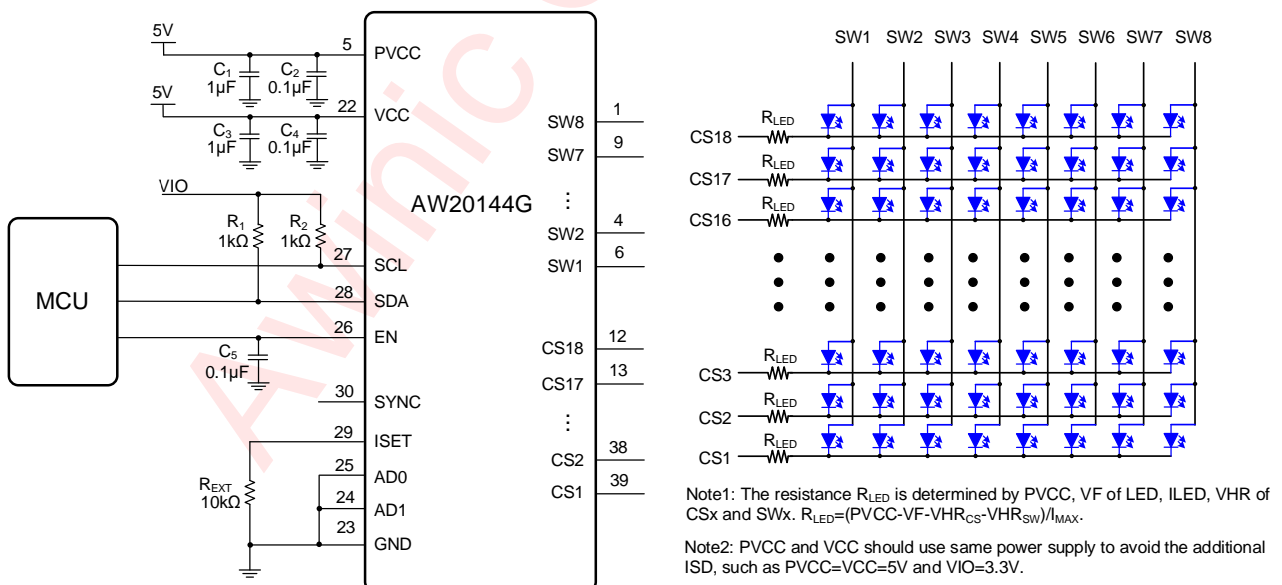 5V
5
PVCC
C1
1µF
C2
0.1µF
5V
22
VCC
C3
1µF
C4
0.1µF
VIO
R1
1kΩ
R2
1kΩ
27
SCL
28
SDA
26
EN
C5
0.1µF
30
SYNC
29
ISET
25
AD0
24
AD1
23
GND
REXT
10kΩ
MCU
AW20144G
SW8
1
SW7
9
⋮
SW2
4
SW1
6
CS18
12
CS17
13
⋮
CS2
38
CS1
39
Awinic
SW1 SW2 SW3 SW4 SW5 SW6 SW7 SW8
RLED
CS18
RLED
CS17
RLED
CS16
RLED
CS3
RLED
CS2
RLED
CS1
Note1: The resistance RLED is determined by PVCC, VF of LED, ILED, VHR of
CSx and SWx. RLED=(PVCC-VF-VHRCS-VHRSW)/IMAX.
Note2: PVCC and VCC should use same power supply to avoid the additional
ISD, such as PVCC=VCC=5V and VIO=3.3V.